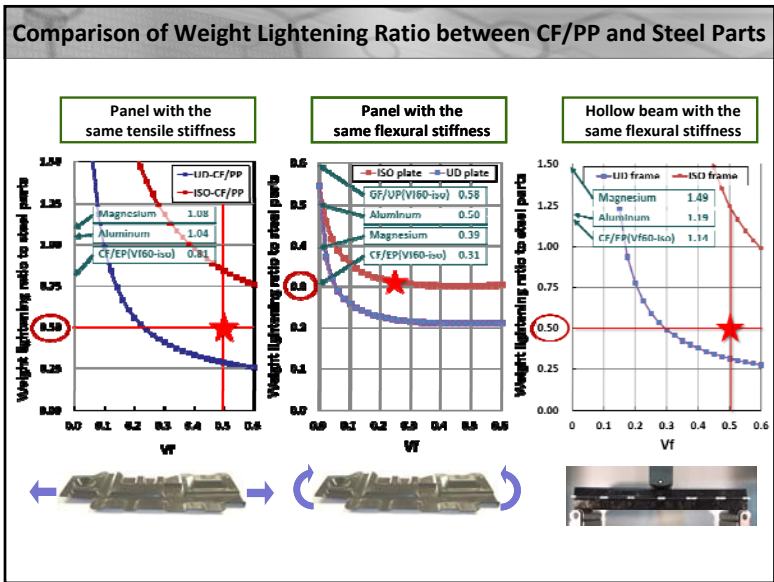 Comparison of Weight Lightening Ratio between CF/PP and Steel Parts
Panel with the
same tensile stiffness
Weight lightening ratio to steel parts
1.50
1.25
1.00
0.75
0.50
0.25
0.00
UD-CF/PP
ISO-CF/PP
Magnesium 1.08
Aluminum 1.04
CF/EP(Vf60-iso) 0.81
0.0 0.1 0.2 0.3 0.4 0.5 0.6
Vf
Panel with the
same flexural stiffness
Weight lightening ratio to steel parts
0.6
0.5
0.4
0.3
0.2
0.1
0.0
ISO plate UD plate
GF/UP(Vf60-iso) 0.58
Aluminum 0.50
Magnesium 0.39
CF/EP(Vf60-iso) 0.31
0.0 0.1 0.2 0.3 0.4 0.5 0.6
Vf
Hollow beam with the
same flexural stiffness
Weight lightening ratio to steel parts
1.50
1.25
1.00
0.75
0.50
0.25
0.00
UD frame ISO frame
Magnesium 1.49
Aluminum 1.19
CF/EP(Vf60-iso) 1.14
0 0.1 0.2 0.3 0.4 0.5 0.6
Vf